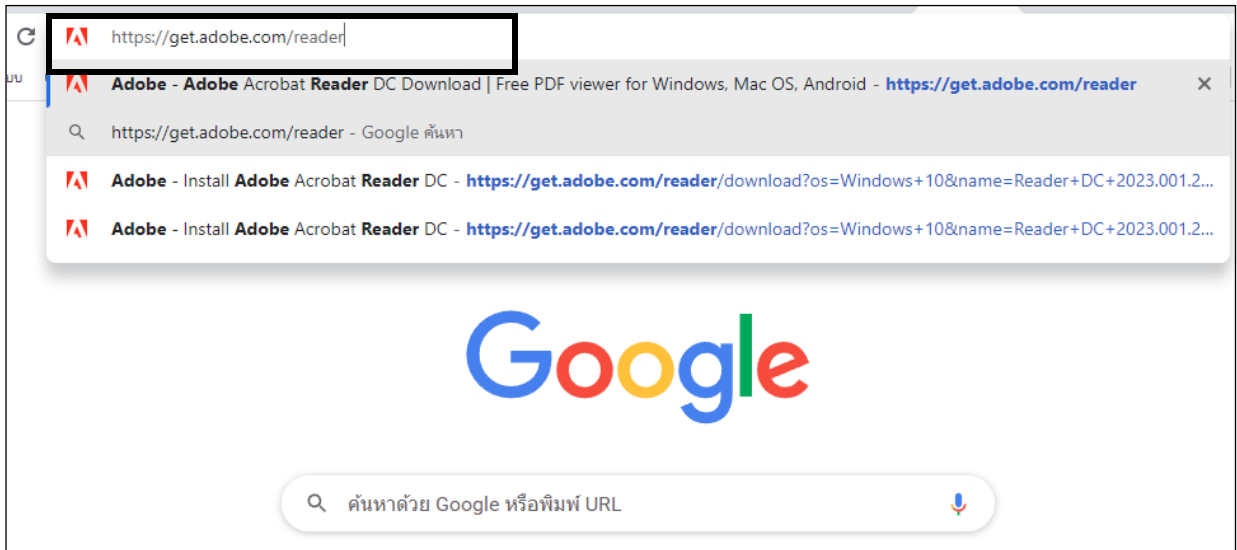 https://get.adobe.com/reader
Adobe - Adobe Acrobat Reader DC Download | Free PDF viewer for Windows, Mac OS, Android - https://get.adobe.com/reader
https://get.adobe.com/reader - Google ค้นหา
Adobe - Install Adobe Acrobat Reader DC - https://get.adobe.com/reader/download?os=Windows+10&name=Reader+DC+2023.001.2...
Adobe - Install Adobe Acrobat Reader DC - https://get.adobe.com/reader/download?os=Windows+10&name=Reader+DC+2023.001.2...
Google
ค้นหาด้วย Google หรือพิมพ์ URL